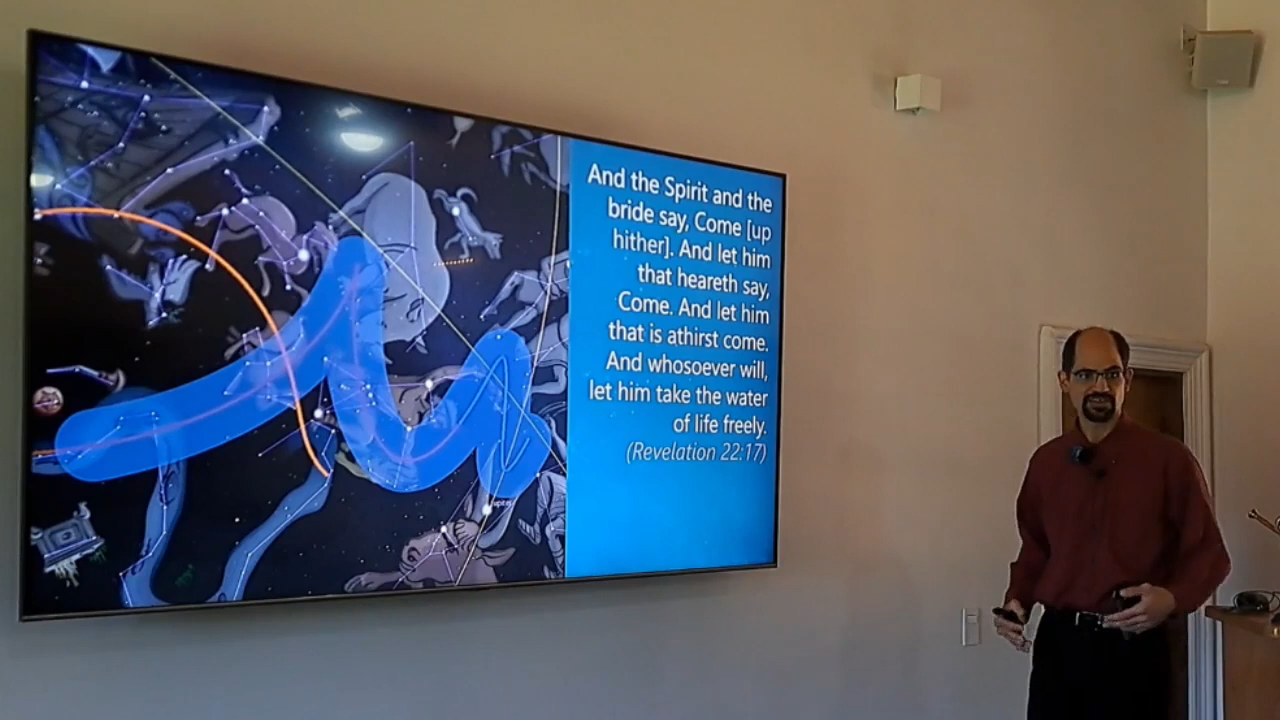 And the Spirit and the
bride say, Come [up
hither]. And let him
that heareth say,
Come. And let him
that is athirst come.
And whosoever will,
let him take the water
of life freely.
(Revelation 22:17)